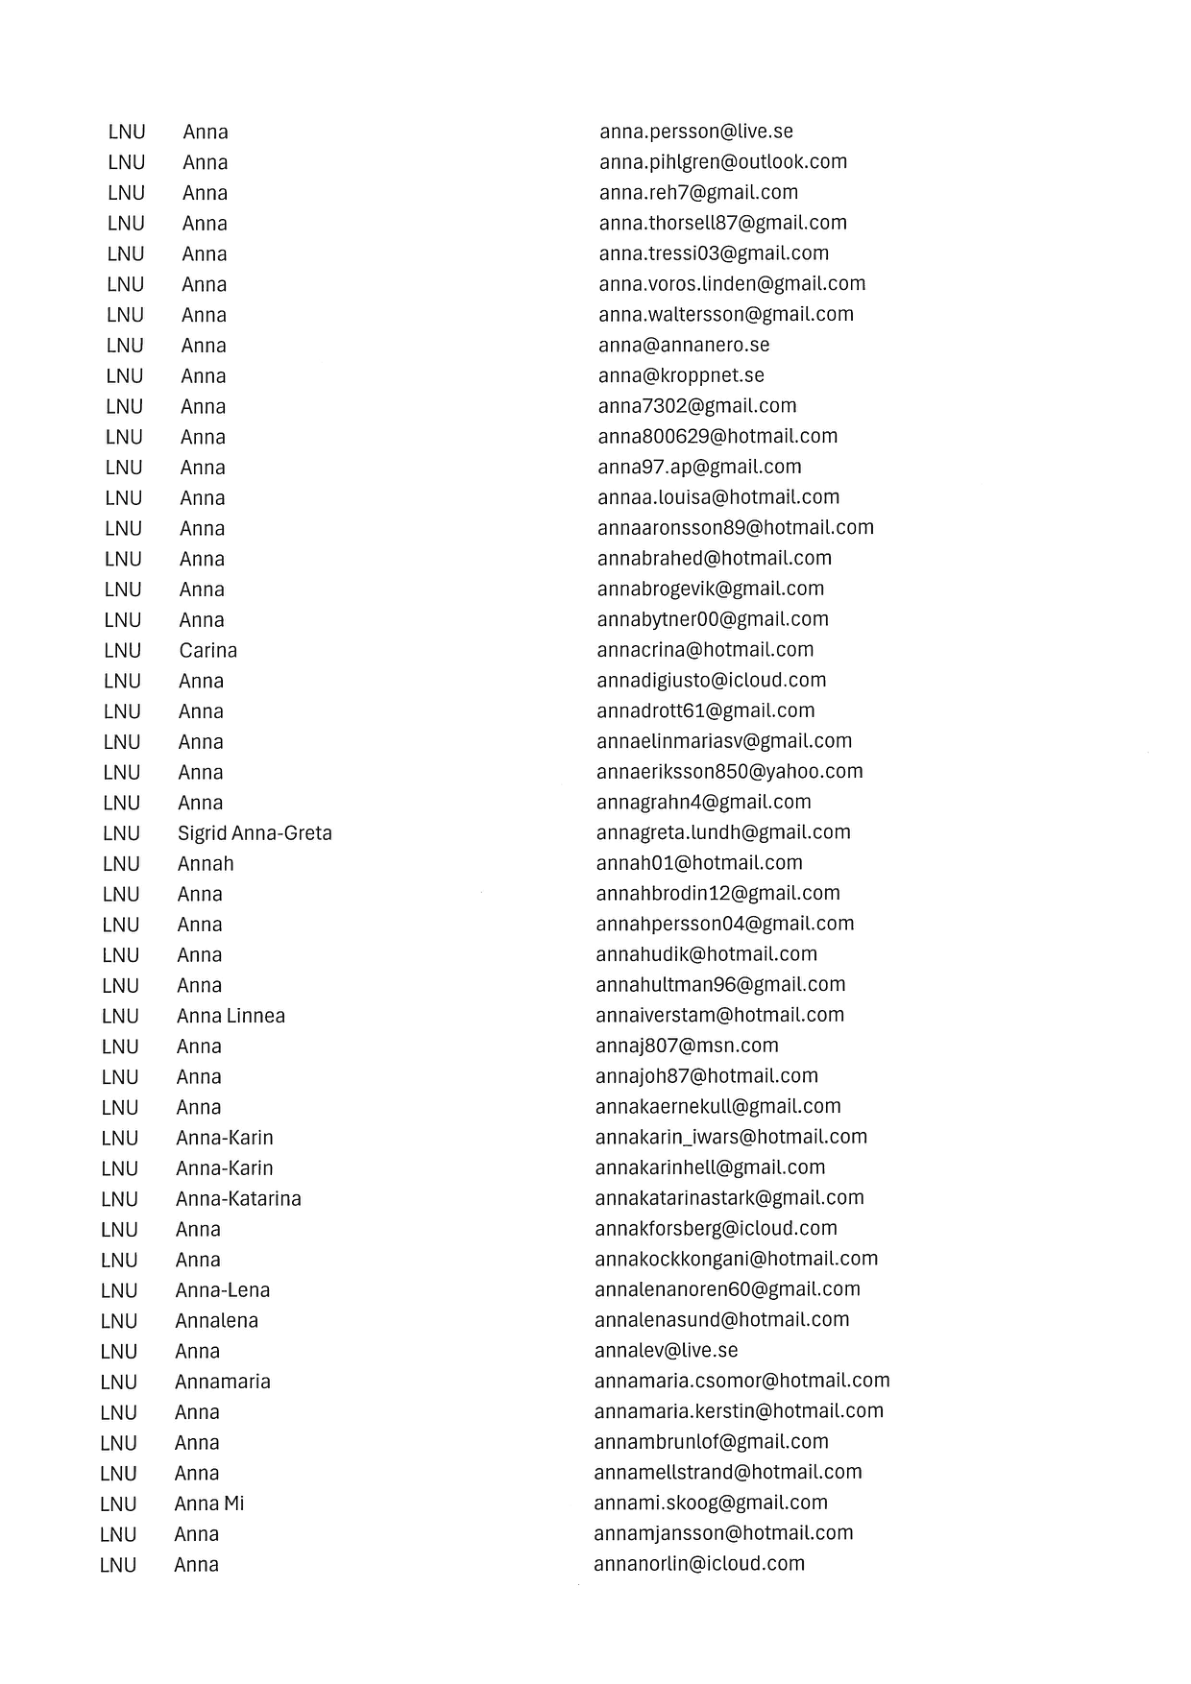 LNU Anna anna.persson@live.se
LNU Anna anna.pihlgren@outlook.com
LNU Anna anna.reh7@gmail.com
LNU Anna anna.thorsell87@gmail.com
LNU Anna anna.tressi03@gmail.com
LNU Anna anna.voros.linden@gmail.com
LNU Anna anna.waltersson@gmail.com
LNU Anna anna@annanero.se
LNU Anna anna@kroppnet.se
LNU Anna anna7302@gmail.com
LNU Anna anna800629@hotmail.com
LNU Anna anna97.ap@gmail.com
LNU Anna annaa.louisa@hotmail.com
LNU Anna annaaronsson89@hotmail.com
LNU Anna annabrahed@hotmail.com
LNU Anna annabrogevik@gmail.com
LNU Anna annabytner00@gmail.com
LNU Carina annacrina@hotmail.com
LNU Anna annadigiusto@icloud.com
LNU Anna annadrott61@gmail.com
LNU Anna annaelinmariasv@gmail.com
LNU Anna annaeriksson850@yahoo.com
LNU Anna annagrahn4@gmail.com
LNU Sigrid Anna-Greta annagreta.lundh@gmail.com
LNU Annah annah01@hotmail.com
LNU Anna annahbrodin12@gmail.com
LNU Anna annahpersson04@gmail.com
LNU Anna annahudik@hotmail.com
LNU Anna annahultman96@gmail.com
LNU Anna Linnea annaiverstam@hotmail.com
LNU Anna annaj807@msn.com
LNU Anna annajoh87@hotmail.com
LNU Anna annakaernekull@gmail.com
LNU Anna-Karin annakarin_iwars@hotmail.com
LNU Anna-Karin annakarinhell@gmail.com
LNU Anna-Katarina annakatarinastark@gmail.com
LNU Anna annakforsberg@icloud.com
LNU Anna annakockkongani@hotmail.com
LNU Anna-Lena annalenanoren60@gmail.com
LNU Annalena annalenasund@hotmail.com
LNU Anna annalev@live.se
LNU Annamaria annamaria.csomor@hotmail.com
LNU Anna annamaria.kerstin@hotmail.com
LNU Anna annambrunlof@gmail.com
LNU Anna annamellstrand@hotmail.com
LNU Anna Mi annami.skoog@gmail.com
LNU Anna annamjansson@hotmail.com
LNU Anna annanorlin@icloud.com